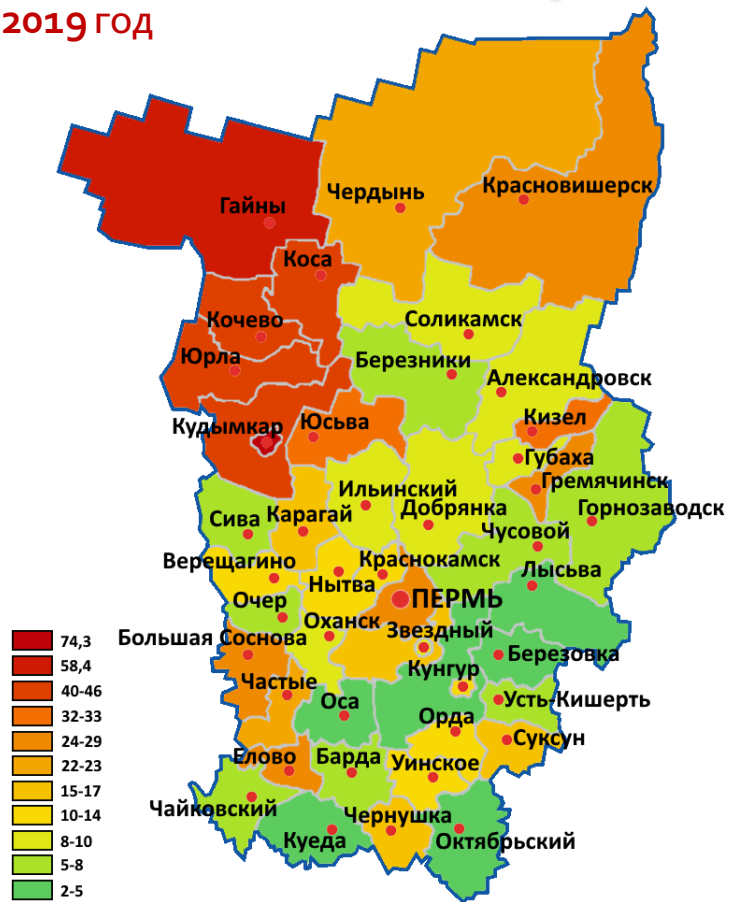 2019 год
Гайны
Чердынь
Красновишерск
Коса
Кочево
Соликамск
Юрла
Березники
Александровск
Кудымкар
Юсьва
Кизел
Губаха
Гремячинск
Ильинский
Добрянка
Горнозаводск
Сива
Карагай
Чусовой
Верещагино
Краснокамск
Лысьва
Нытва
Очер
ПЕРМЬ
Оханск
Звездный
Большая Соснова
Березовка
Кунгур
Частые
Оса
Усть-Кишерть
Орда
Суксун
Елово
Барда
Уинское
Чайковский
Чернушка
Куеда
Октябрьский
74,3
58,4
40-46
32-33
24-29
22-23
15-17
10-14
8-10
5-8
2-5